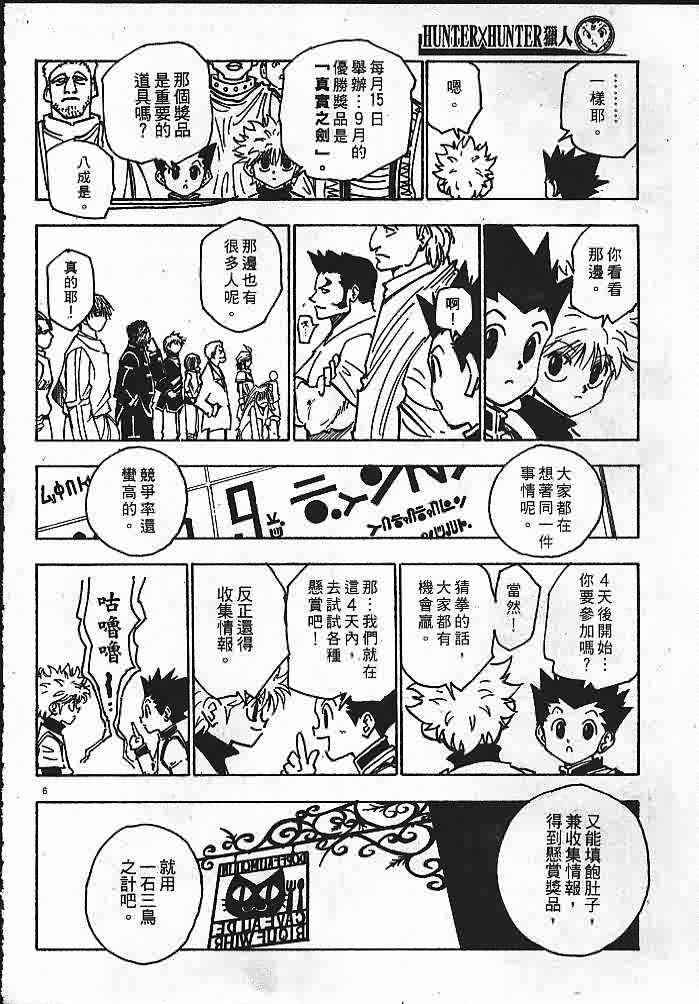 HUNTER×HUNTER獵人
………
一樣耶。
嗯。
每月15日
舉辦…9月的
優勝獎品是
「真實之劍」。
那個獎品
是重要的
道具嗎？
八成是。
你看看
那邊。
啊！
那邊也有
很多人呢。
真的耶！
大家都在
想著同一件
事情呢。
競爭率還
蠻高的。
4天後開始…
你要參加嗎？
當然！
猜拳的話，
大家都有
機會贏。
那…我們就在
這4天內，
去試試各種
懸賞吧！
反正還得
收集情報。
咕嚕嚕——
6
又能填飽肚子，
兼收集情報，
得到懸賞獎品，
就用
一石三鳥
之計吧。